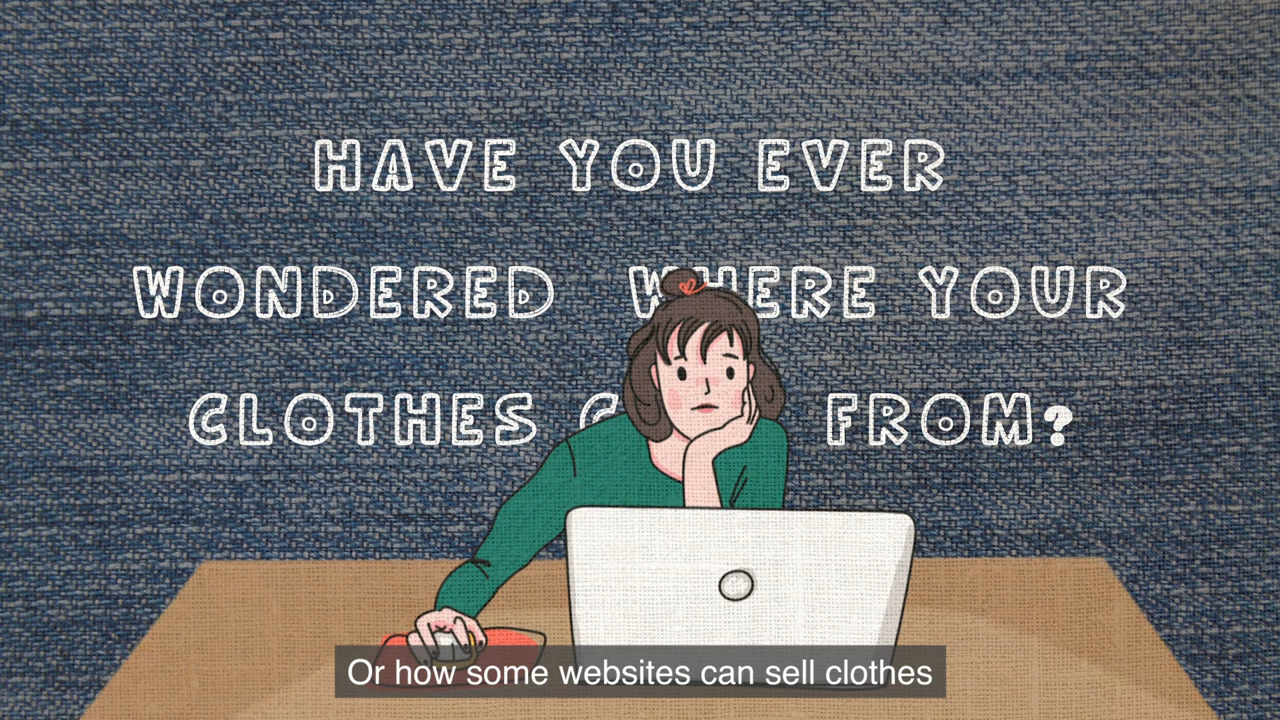 HAVE YOU EVER
WONDERED WHERE YOUR
CLOTHES FROM?
Or how some websites can sell clothes